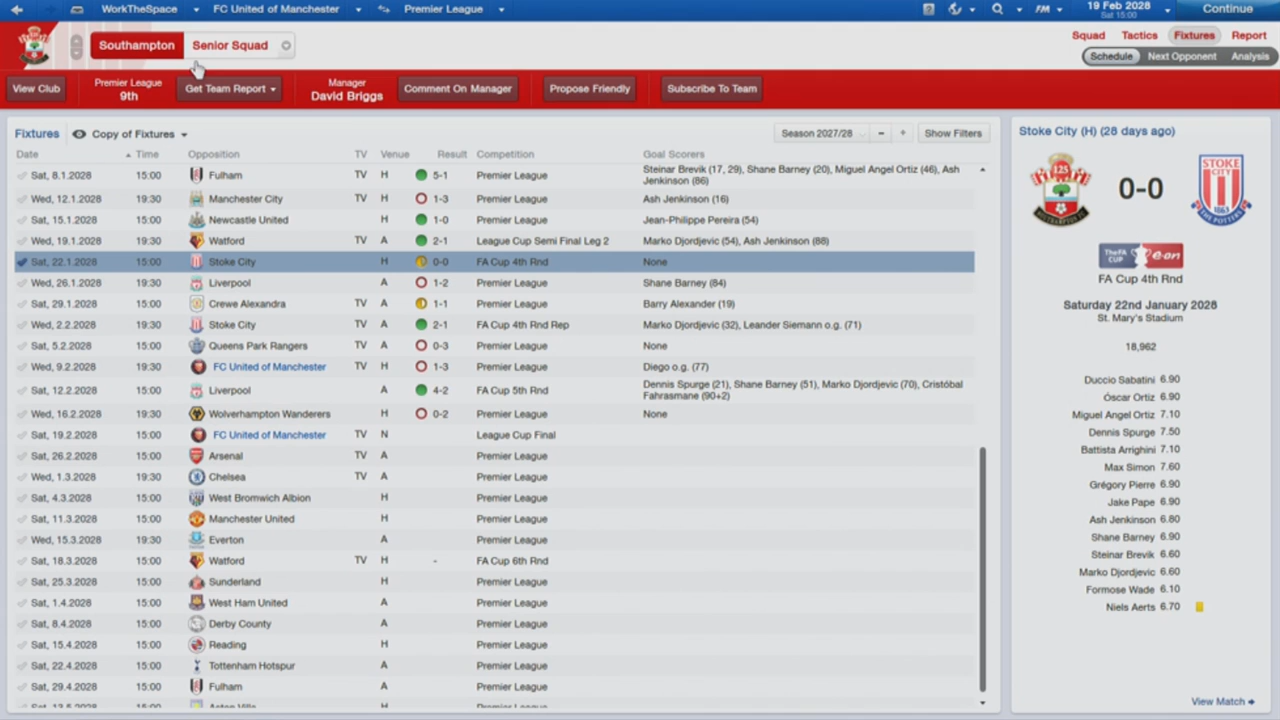 WorkTheSpace FC United of Manchester Premier League FM 19 Feb 2028 Sat 15:00 Continue
Southampton Senior Squad
Squad Tactics Fixtures Report
Schedule Next Opponent Analysis
View Club Premier League 9th Get Team Report Manager David Briggs Comment On Manager Propose Friendly Subscribe To Team
Fixtures Copy of Fixtures Season 2027/28 - + Show Filters
Date Time Opposition TV Venue Result Competition Goal Scorers
Sat, 8.1.2028 15:00 Fulham TV H 5-1 Premier League Steinar Brevik (17, 29), Shane Barney (20), Miguel Angel Ortiz (46), Ash Jenkinson (86)
Wed, 12.1.2028 19:30 Manchester City TV H 1-3 Premier League Ash Jenkinson (16)
Sat, 15.1.2028 15:00 Newcastle United H 1-0 Premier League Jean-Philippe Pereira (54)
Wed, 19.1.2028 19:30 Watford TV A 2-1 League Cup Semi Final Leg 2 Marko Djordjevic (54), Ash Jenkinson (88)
Sat, 22.1.2028 15:00 Stoke City H 0-0 FA Cup 4th Rnd None
Wed, 26.1.2028 19:30 Liverpool A 1-2 Premier League Shane Barney (84)
Sat, 29.1.2028 15:00 Crewe Alexandra TV A 1-1 Premier League Barry Alexander (19)
Wed, 2.2.2028 19:30 Stoke City TV A 2-1 FA Cup 4th Rnd Rep Marko Djordjevic (32), Leander Siemann o.g. (71)
Sat, 5.2.2028 15:00 Queens Park Rangers TV A 0-3 Premier League None
Wed, 9.2.2028 19:30 FC United of Manchester TV H 1-3 Premier League Diego o.g. (77)
Sat, 12.2.2028 15:00 Liverpool A 4-2 FA Cup 5th Rnd Dennis Spurge (21), Shane Barney (51), Marko Djordjevic (70), Cristóbal Fahrasmane (90+2)
Wed, 16.2.2028 19:30 Wolverhampton Wanderers H 0-2 Premier League None
Sat, 19.2.2028 15:00 FC United of Manchester TV N League Cup Final
Sat, 26.2.2028 15:00 Arsenal TV A Premier League
Wed, 1.3.2028 19:30 Chelsea TV A Premier League
Sat, 4.3.2028 15:00 West Bromwich Albion H Premier League
Sat, 11.3.2028 15:00 Manchester United H Premier League
Wed, 15.3.2028 19:30 Everton A Premier League
Sat, 18.3.2028 15:00 Watford TV H - FA Cup 6th Rnd
Sat, 25.3.2028 15:00 Sunderland H Premier League
Sat, 1.4.2028 15:00 West Ham United A Premier League
Sat, 8.4.2028 15:00 Derby County A Premier League
Sat, 15.4.2028 15:00 Reading H Premier League
Sat, 22.4.2028 15:00 Tottenham Hotspur A Premier League
Sat, 29.4.2028 15:00 Fulham A Premier League
Sat, 13.5.2028 15:00 Aston Villa H Premier League
Stoke City (H) (28 days ago)
0-0
STOKE CITY
1863
THE POTTERS
TheFA CUP e·on
FA Cup 4th Rnd
Saturday 22nd January 2028
St. Mary's Stadium
18,962
Duccio Sabatini 6.90
Óscar Ortiz 6.90
Miguel Angel Ortiz 7.10
Dennis Spurge 7.50
Battista Arrighini 7.10
Max Simon 7.60
Grégory Pierre 6.90
Jake Pape 6.90
Ash Jenkinson 6.80
Shane Barney 6.90
Steinar Brevik 6.60
Marko Djordjevic 6.60
Formose Wade 6.10
Niels Aerts 6.70
View Match